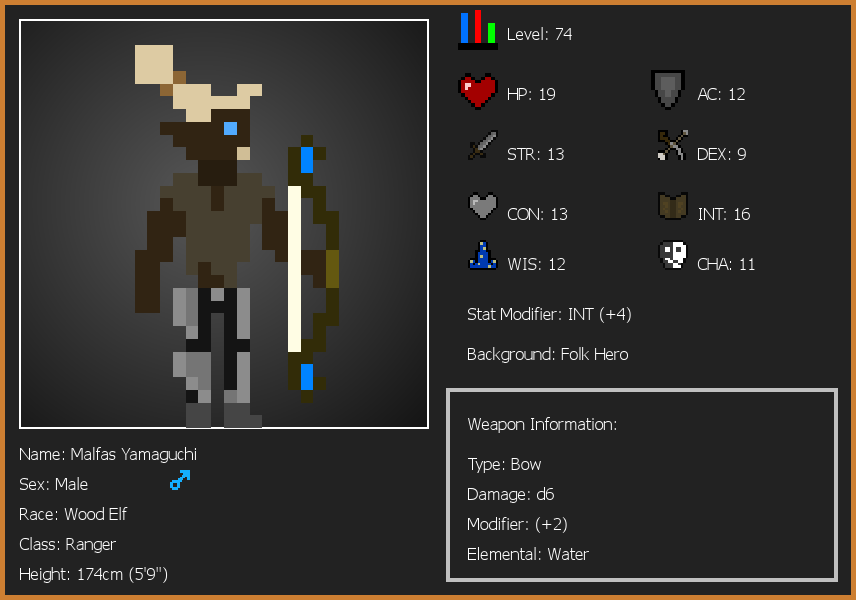 Level: 74
HP: 19
AC: 12
STR: 13
DEX: 9
CON: 13
INT: 16
WIS: 12
CHA: 11
Stat Modifier: INT (+4)
Background: Folk Hero
Weapon Information:
Type: Bow
Damage: d6
Modifier: (+2)
Elemental: Water
Name: Malfas Yamaguchi
Sex: Male
Race: Wood Elf
Class: Ranger
Height: 174cm (5'9")